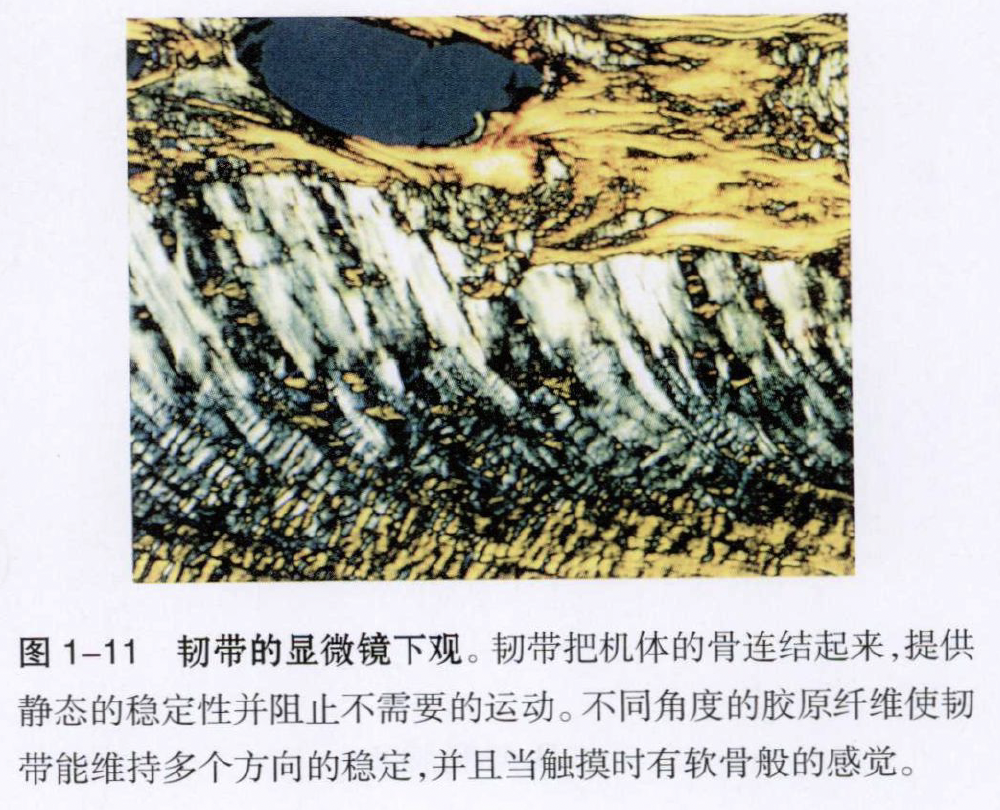 图 1-11 韧带的显微镜下观。韧带把机体的骨连结起来,提供
静态的稳定性并阻止不需要的运动。不同角度的胶原纤维使韧
带能维持多个方向的稳定,并且当触摸时有软骨般的感觉。